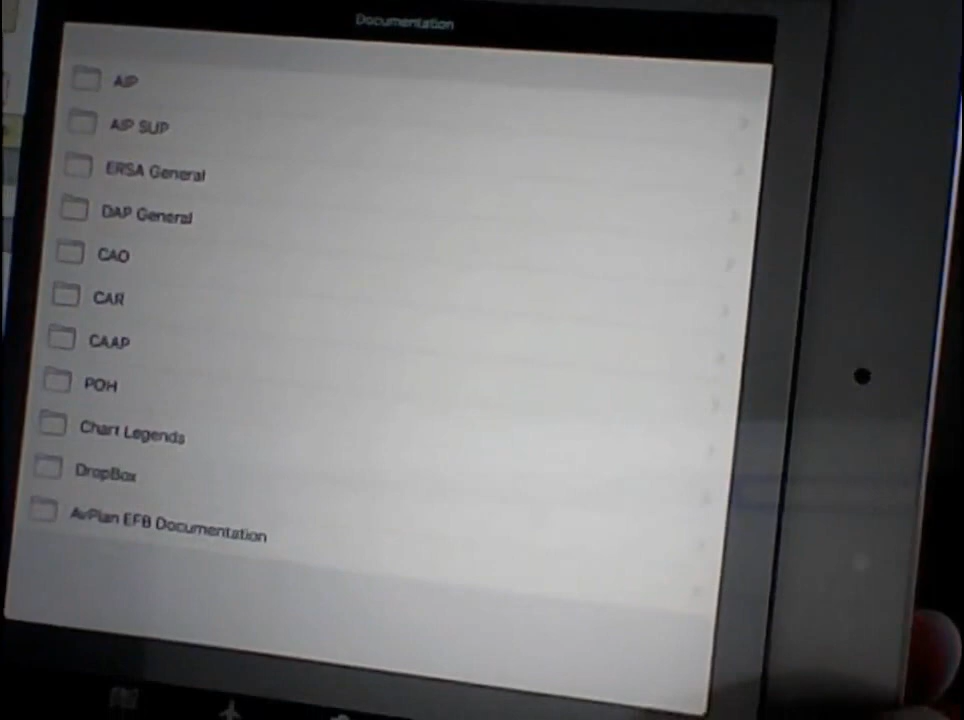 Documentation
AIP
AIP SUP
ERSA General
DAP General
CAO
CAR
CAAP
POH
Chart Legends
DropBox
AvPlan EFB Documentation